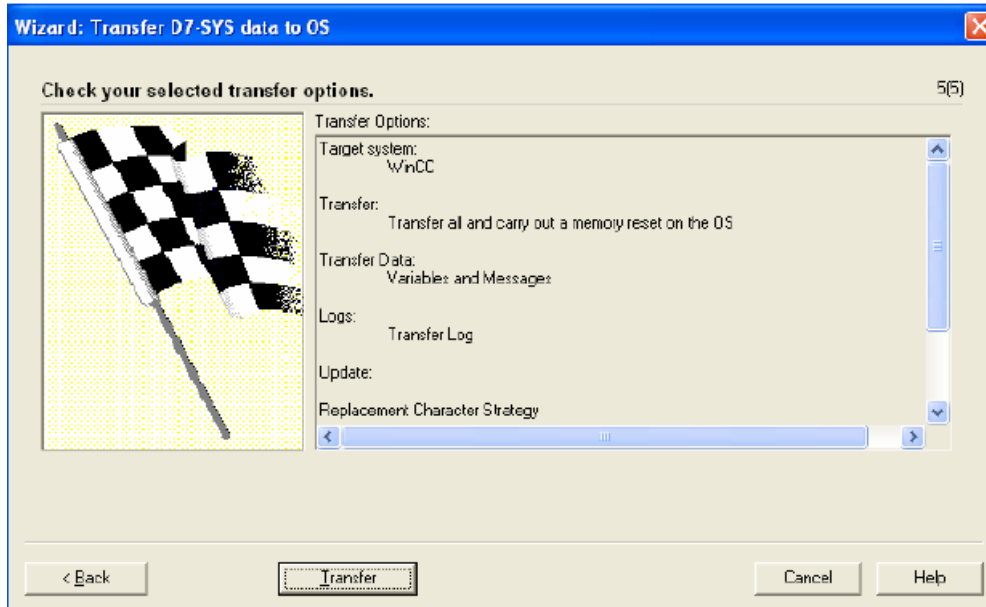 Wizard: Transfer D7-SYS data to OS
Check your selected transfer options.
5(5)
Transfer Options:
Target system:
WinCC
Transfer:
Transfer all and carry out a memory reset on the OS
Transfer Data:
Variables and Messages
Logs:
Transfer Log
Update:
Replacement Character Strategy
< Back
Transfer
Cancel
Help